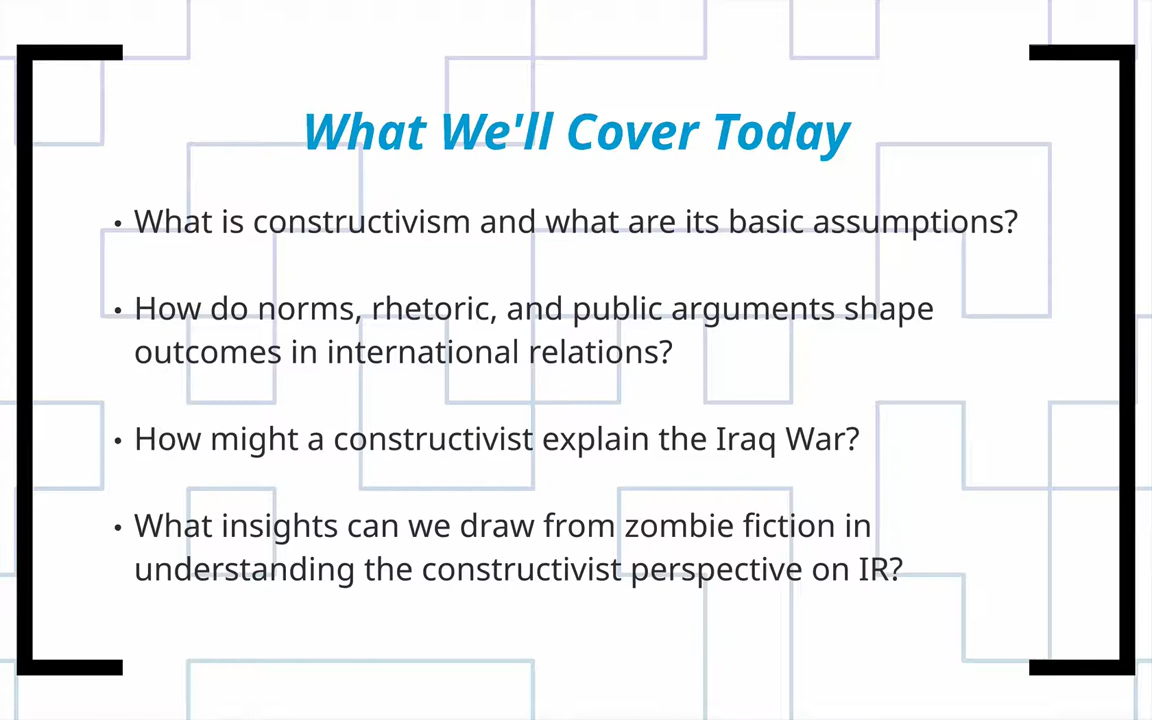 What We'll Cover Today
• What is constructivism and what are its basic assumptions?
• How do norms, rhetoric, and public arguments shape
outcomes in international relations?
• How might a constructivist explain the Iraq War?
• What insights can we draw from zombie fiction in
understanding the constructivist perspective on IR?